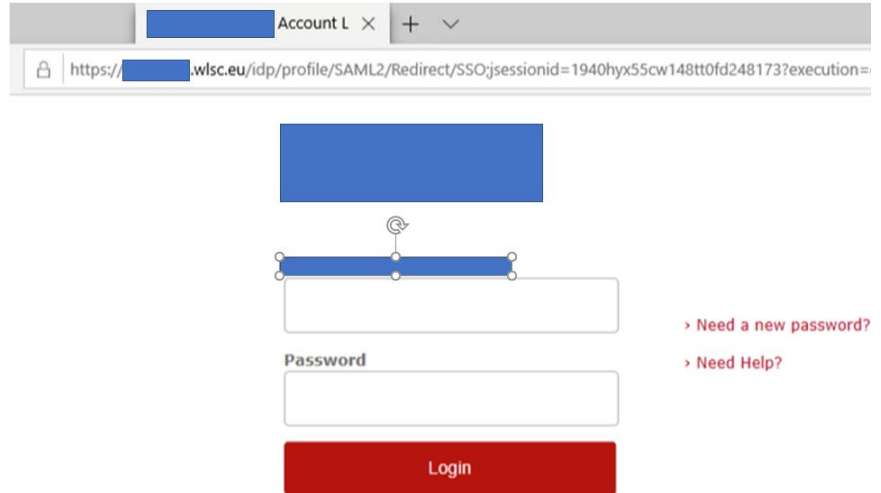 Account L
https:// .wlsc.eu/idp/profile/SAML2/Redirect/SSO;jsessionid=1940hyx55cw148tt0fd248173?execution=
Need a new password?
Password
Need Help?
Login